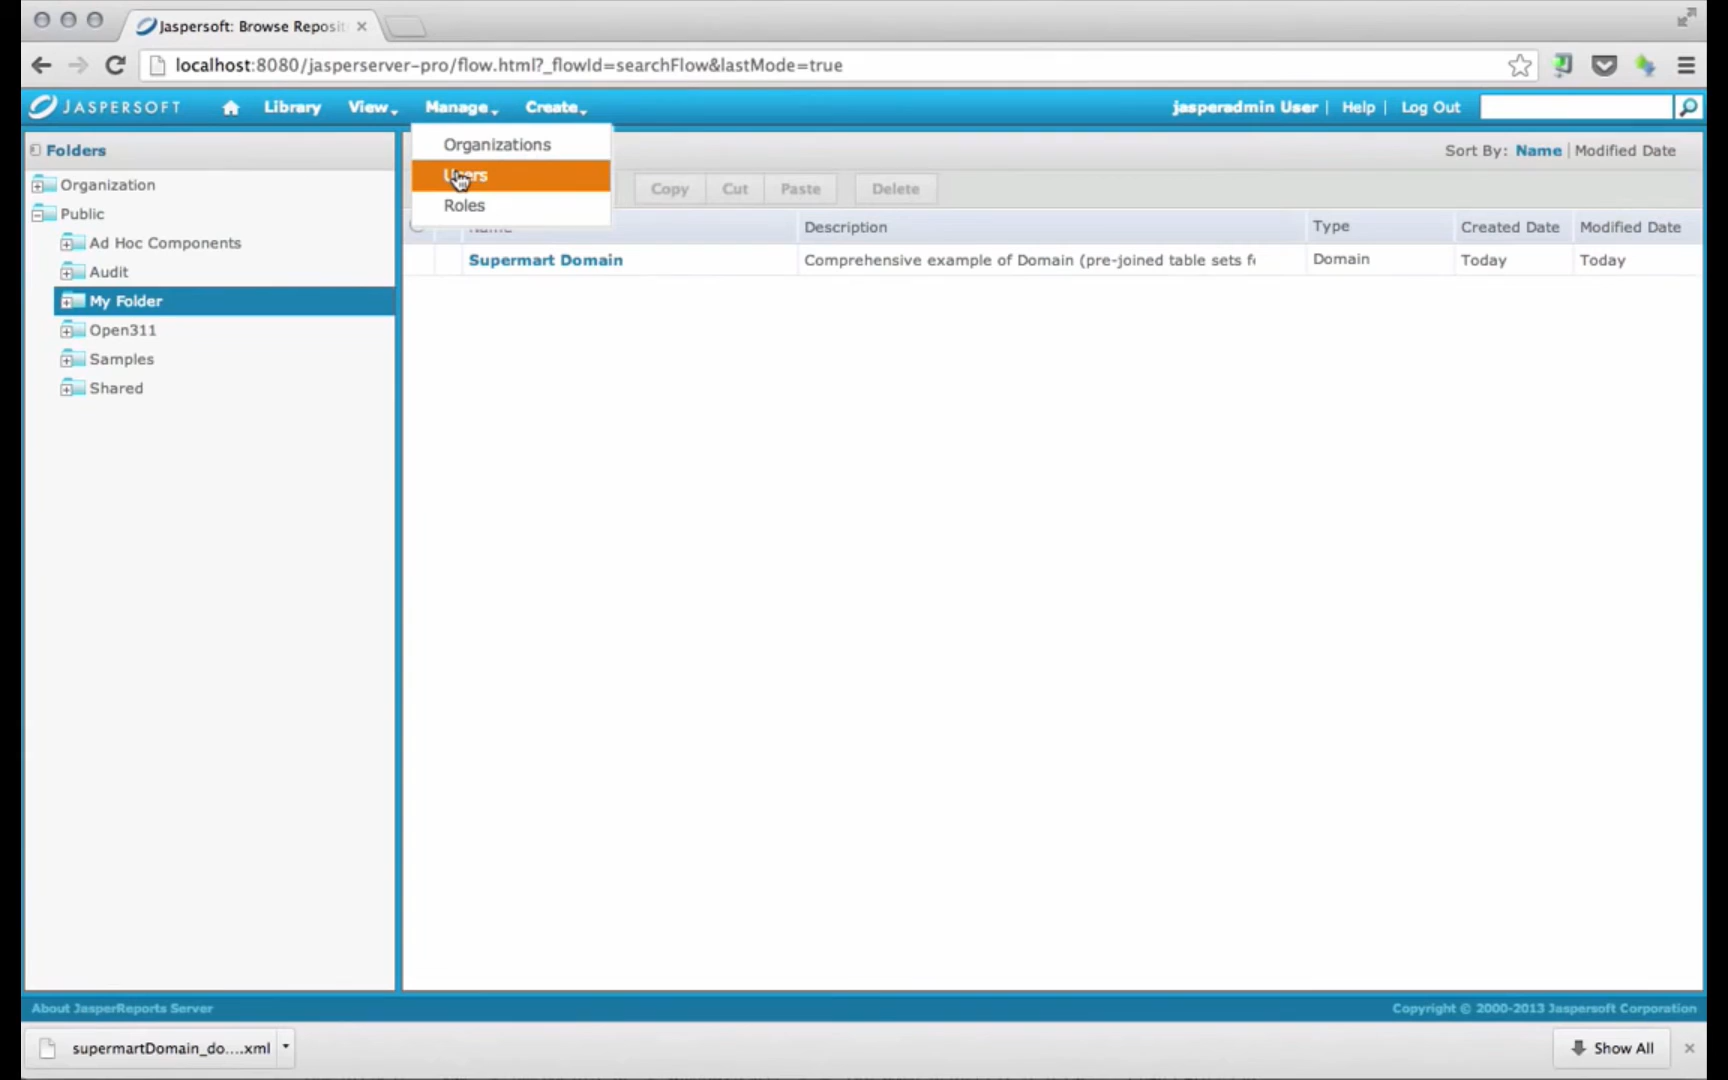 Jaspersoft: Browse Reposit
localhost:8080/jasperserver-pro/flow.html?_flowId=searchFlow&lastMode=true
JASPERSOFT Library View Manage Create jasperadmin User | Help | Log Out
Folders
Organization
Public
Ad Hoc Components
Audit
My Folder
Open311
Samples
Shared
Organizations
Users
Roles
Sort By: Name | Modified Date
Copy Cut Paste Delete
Name Description Type Created Date Modified Date
Supermart Domain Comprehensive example of Domain (pre-joined table sets fo Domain Today Today
About JasperReports Server Copyright © 2000-2013 Jaspersoft Corporation
supermartDomain_do....xml Show All